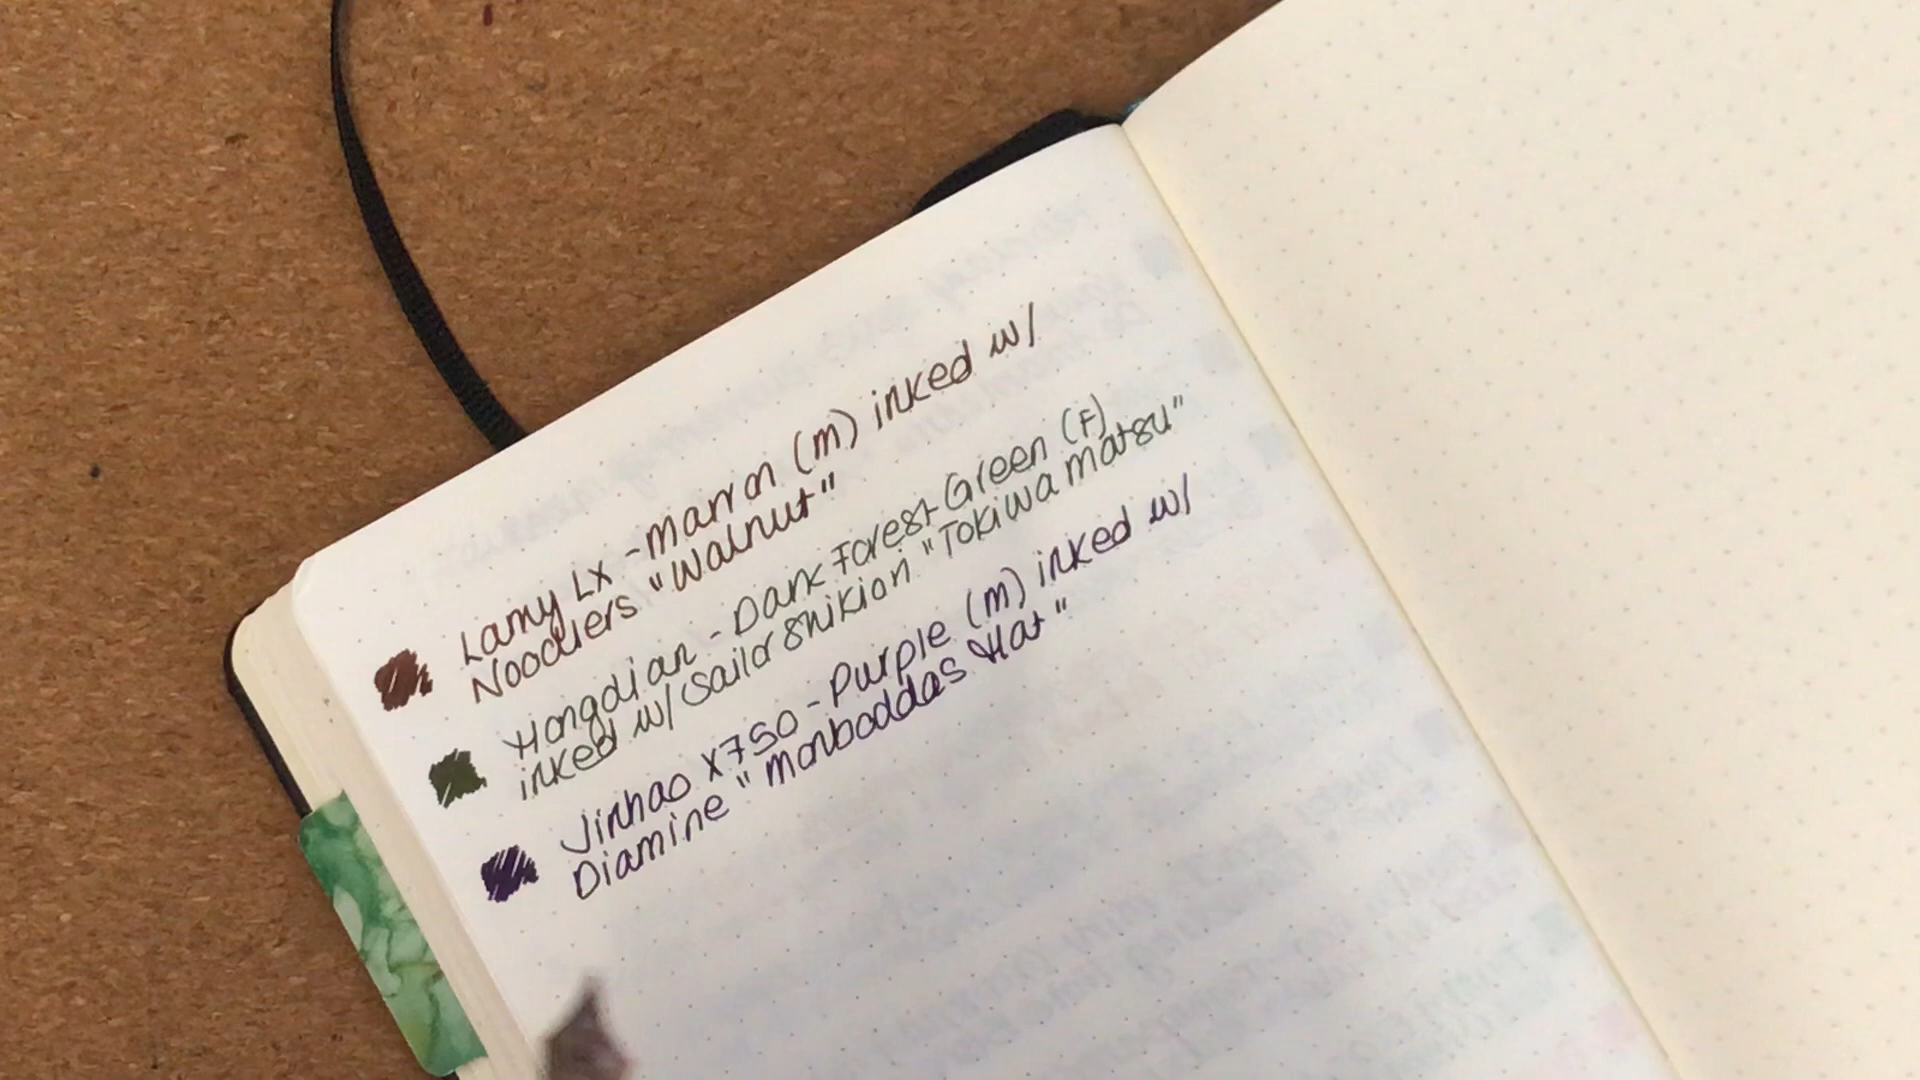 Lamy Lx - Marron (m) inked w/
Noodlers "Walnut"
Hongdian - Dark Forest Green (F)
inked w/ Sailor Shikiori "Tokiwa matsu"
Jinhao X750 - Purple (m) inked w/
Diamine "Monboddas Hat"